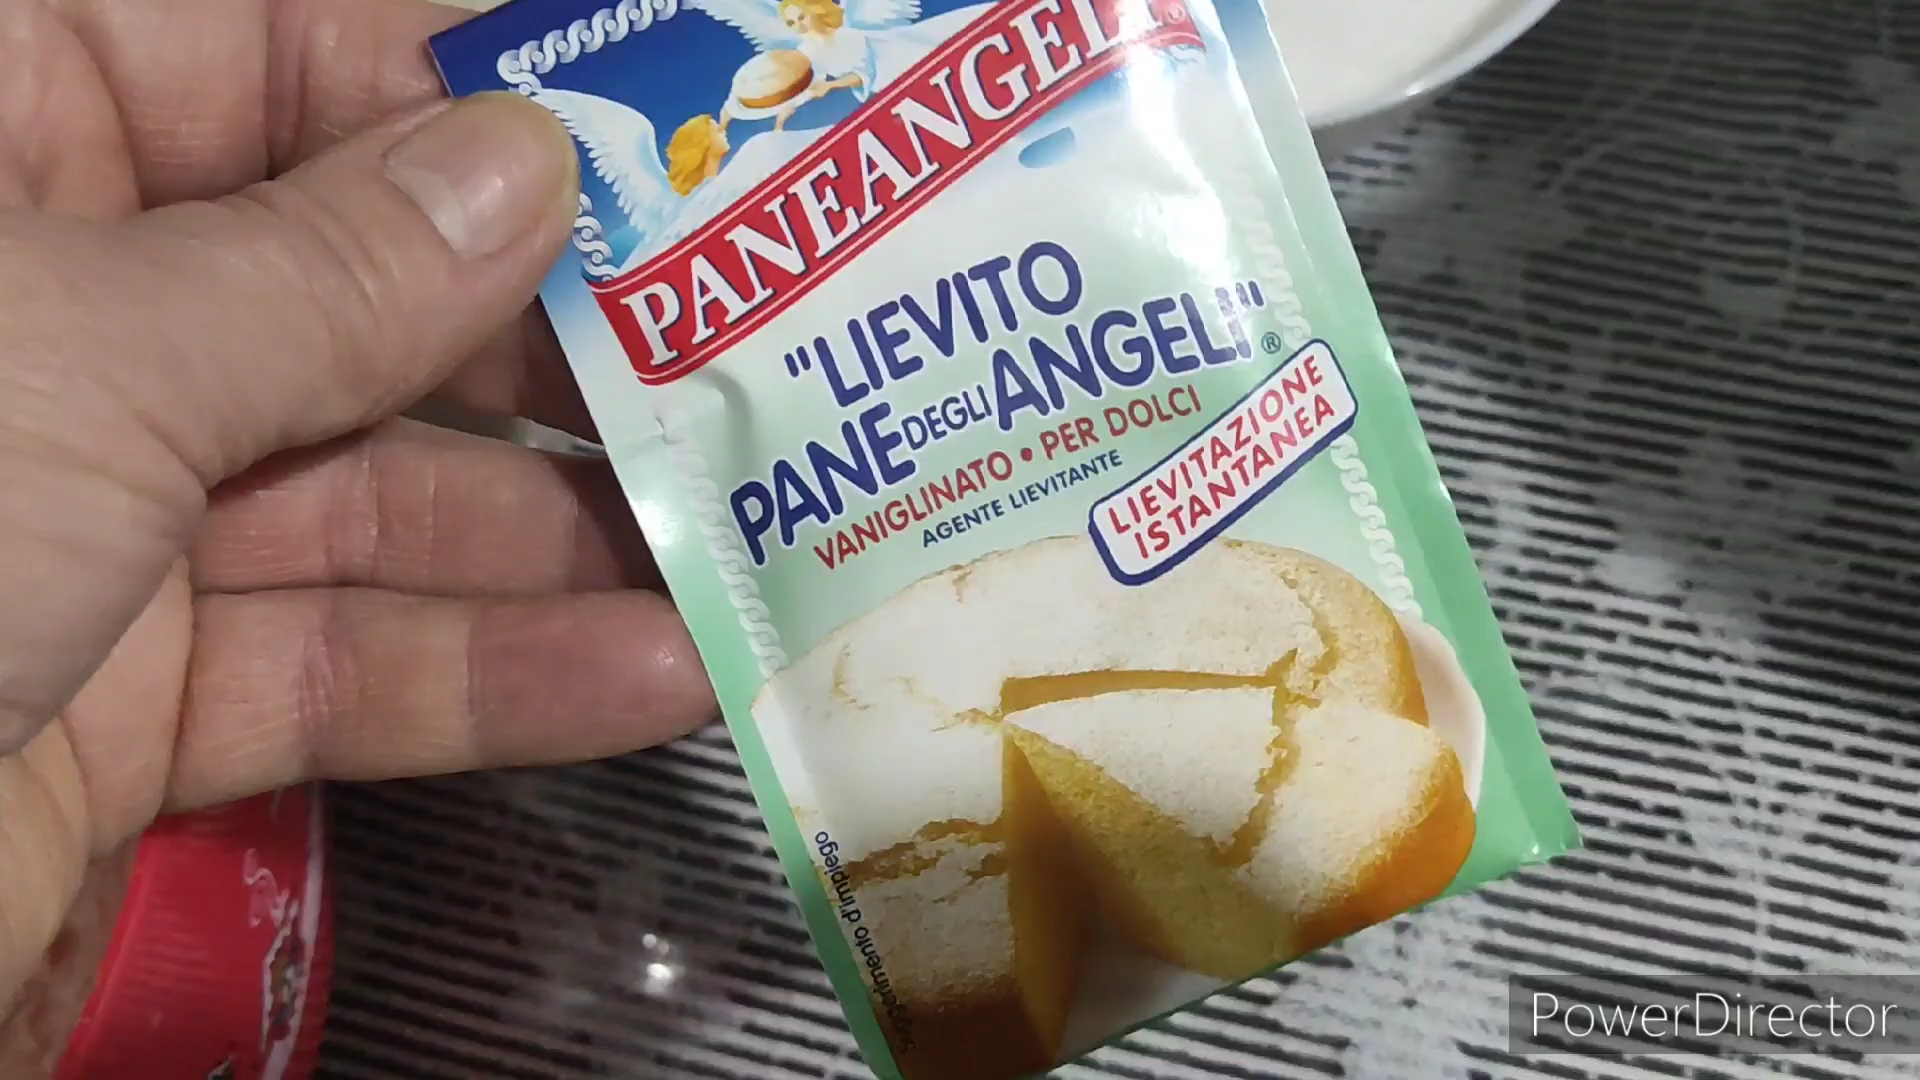 PANEANGELI ®
"LIEVITO
PANE DEGLI ANGELI" ®
VANIGLINATO • PER DOLCI
AGENTE LIEVITANTE
LIEVITAZIONE
ISTANTANEA
Suggerimento d'impiego
PowerDirector